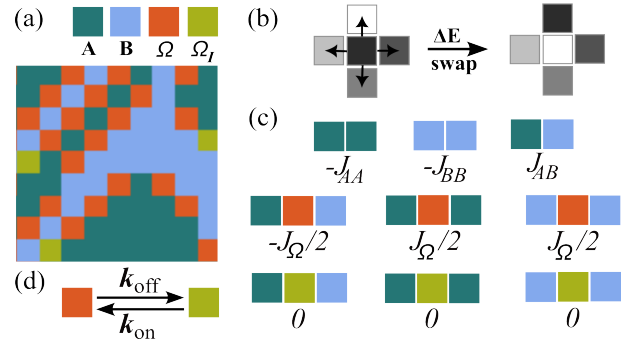 (a)
A B Ω Ω_I
(b)
ΔE
swap
(c)
-J_AA -J_BB J_AB
-J_Ω/2 J_Ω/2 J_Ω/2
0 0 0
(d)
k_off
k_on